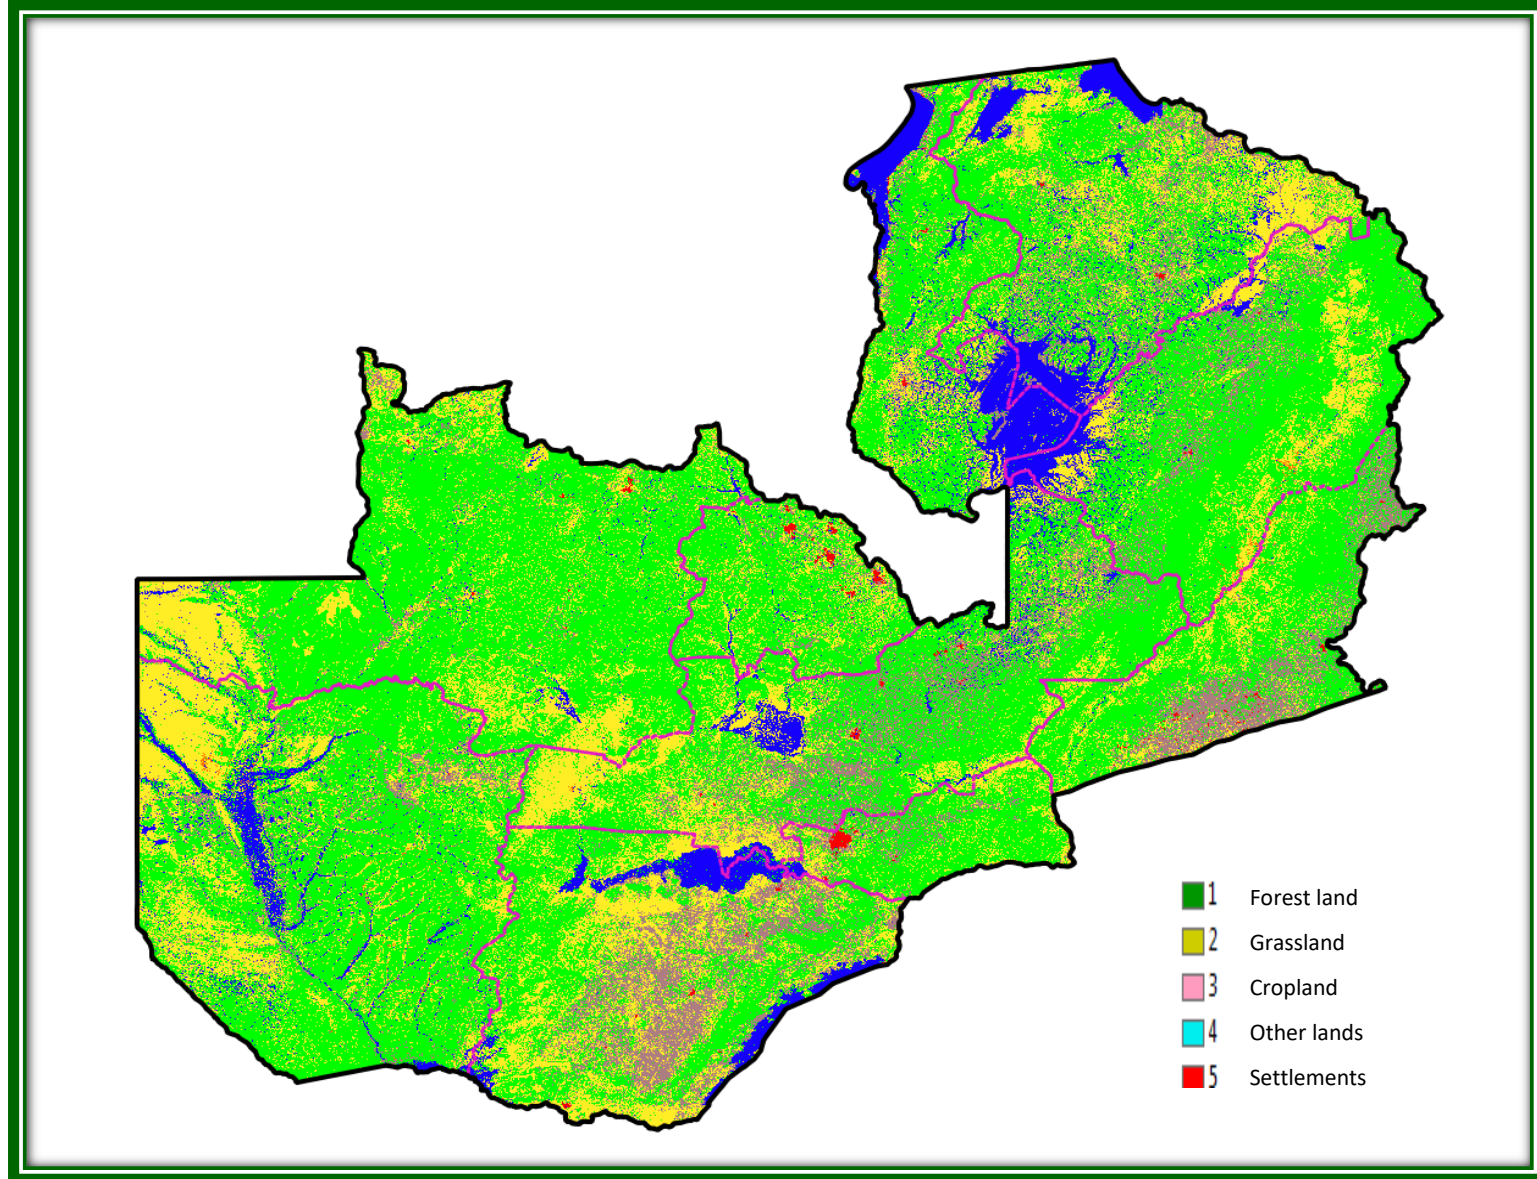 1 Forest land
2 Grassland
3 Cropland
4 Other lands
5 Settlements